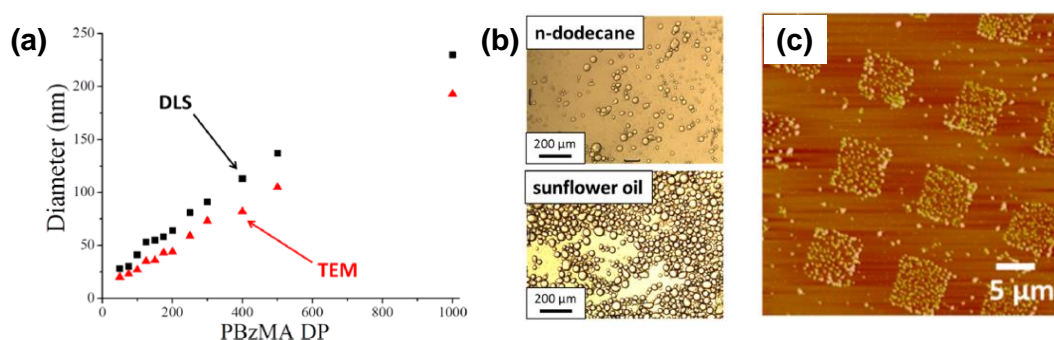 (a)
250
200
150
100
50
0
Diameter (nm)
DLS
TEM
0
200
400
600
800
1000
PBzMA DP
(b)
n-dodecane
200 µm
sunflower oil
200 µm
(c)
5 µm